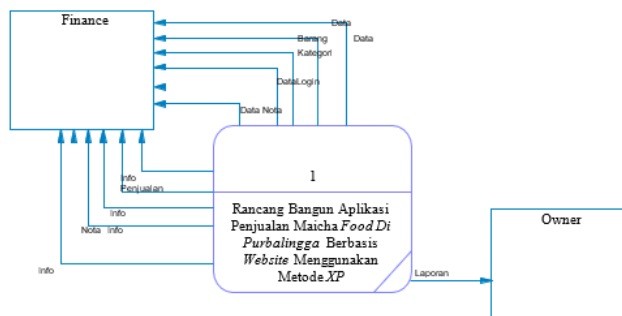 Finance
Data
Barang
Data
Kategori
DataLogin
Data Nota
1
Info
Penjualan
Rancang Bangun Aplikasi
Penjualan Maicha Food Di
Purbalingga Berbasis
Website Menggunakan
Metode XP
Info
Nota
Info
Info
Laporan
Owner